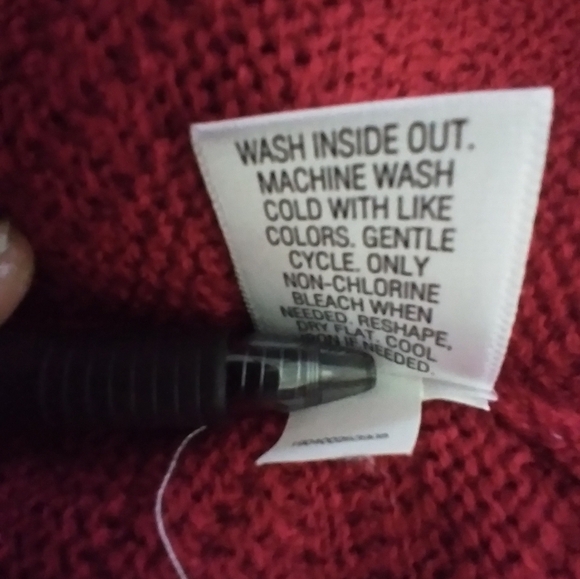 WASH INSIDE OUT.
MACHINE WASH
COLD WITH LIKE
COLORS. GENTLE
CYCLE. ONLY
NON-CHLORINE
BLEACH WHEN
NEEDED. RESHAPE,
DRY FLAT. COOL
IRON IF NEEDED.